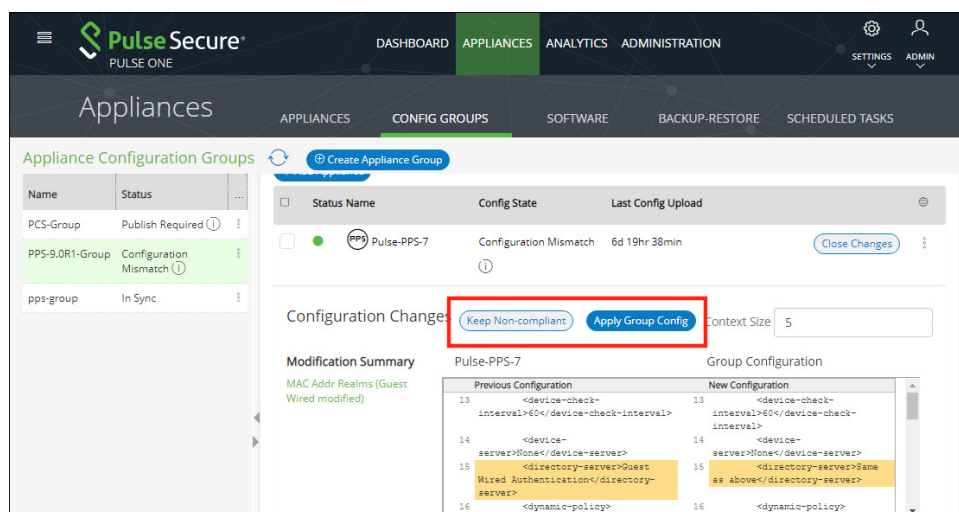 Pulse Secure®
PULSE ONE
DASHBOARD APPLIANCES ANALYTICS ADMINISTRATION
SETTINGS ADMIN
Appliances
APPLIANCES CONFIG GROUPS SOFTWARE BACKUP-RESTORE SCHEDULED TASKS
Appliance Configuration Groups
Create Appliance Group
Name Status ...
PCS-Group Publish Required
PPS-9.0R1-Group Configuration
Mismatch
pps-group In Sync
Status Name Config State Last Config Upload
PPS Pulse-PPS-7 Configuration Mismatch 6d 19hr 38min Close Changes
Configuration Changes Keep Non-compliant Apply Group Config Context Size 5
Modification Summary Pulse-PPS-7 Group Configuration
MAC Addr Realms (Guest
Wired modified)
Previous Configuration
13 <device-check-
interval>60</device-check-interval>
14 <device-
server>None</device-server>
15 <directory-server>Guest
Wired Authentication</directory-
server>
16 <dynamic-policy>
New Configuration
13 <device-check-
interval>60</device-check-
interval>
14 <device-
server>None</device-server>
15 <directory-server>Same
as above</directory-server>
16 <dynamic-policy>